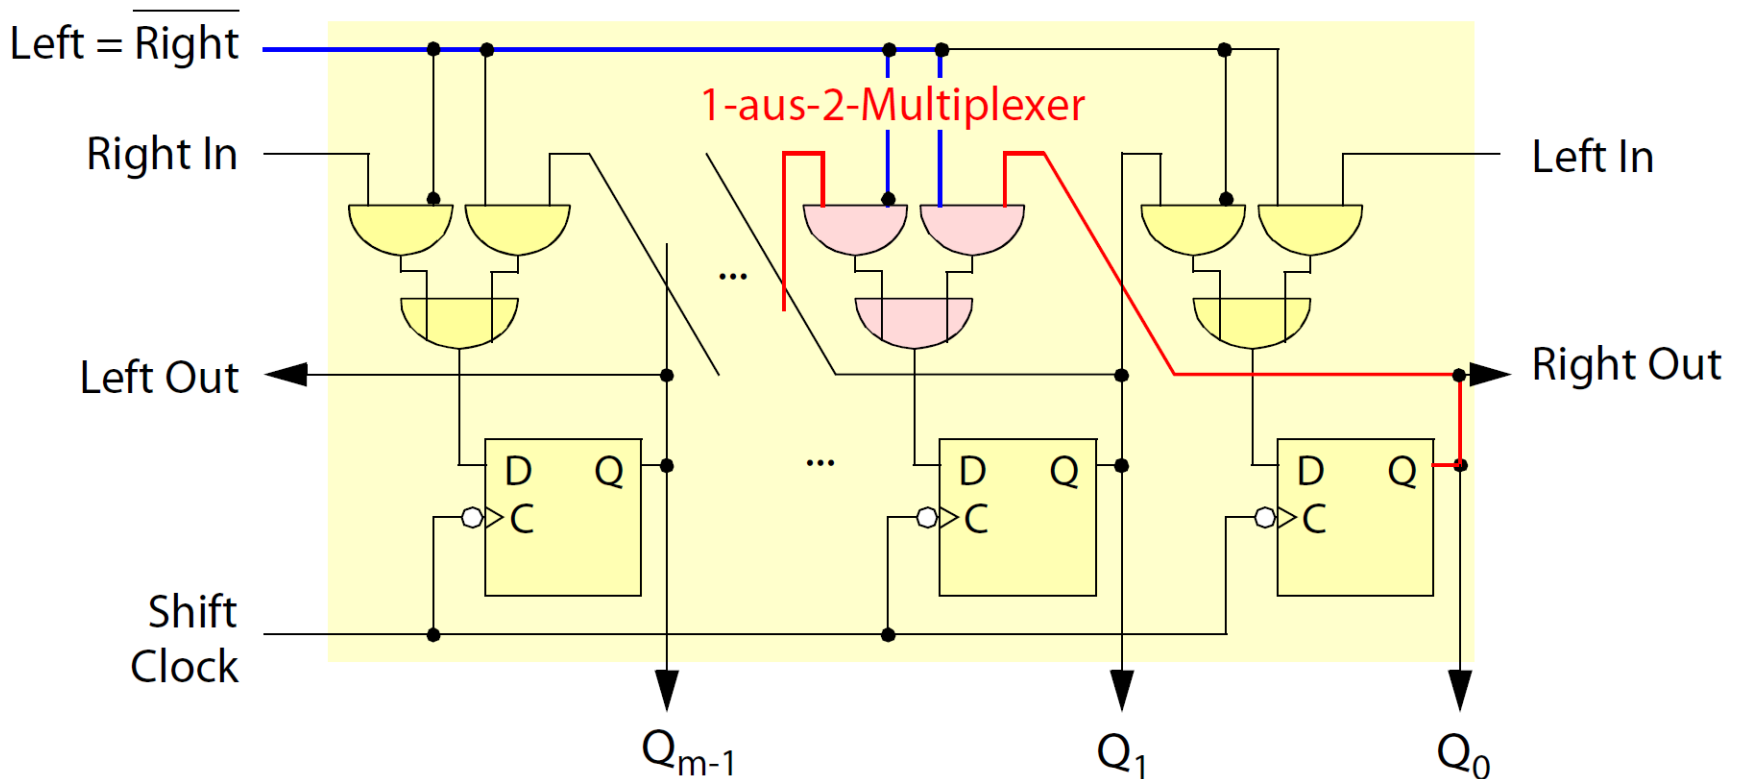 Left = Right
1-aus-2-Multiplexer
Right In
Left In
...
Left Out
Right Out
D Q
C
...
D Q
C
D Q
C
Shift
Clock
Qm-1
Q1
Q0